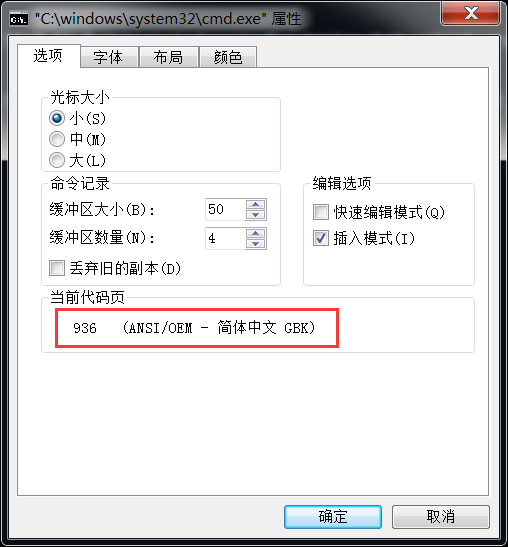 "C:\windows\system32\cmd.exe" 属性
选项 字体 布局 颜色
光标大小
小(S)
中(M)
大(L)
命令记录
缓冲区大小(B): 50
缓冲区数量(N): 4
丢弃旧的副本(D)
编辑选项
快速编辑模式(Q)
插入模式(I)
当前代码页
936 (ANSI/OEM - 简体中文 GBK)
确定 取消